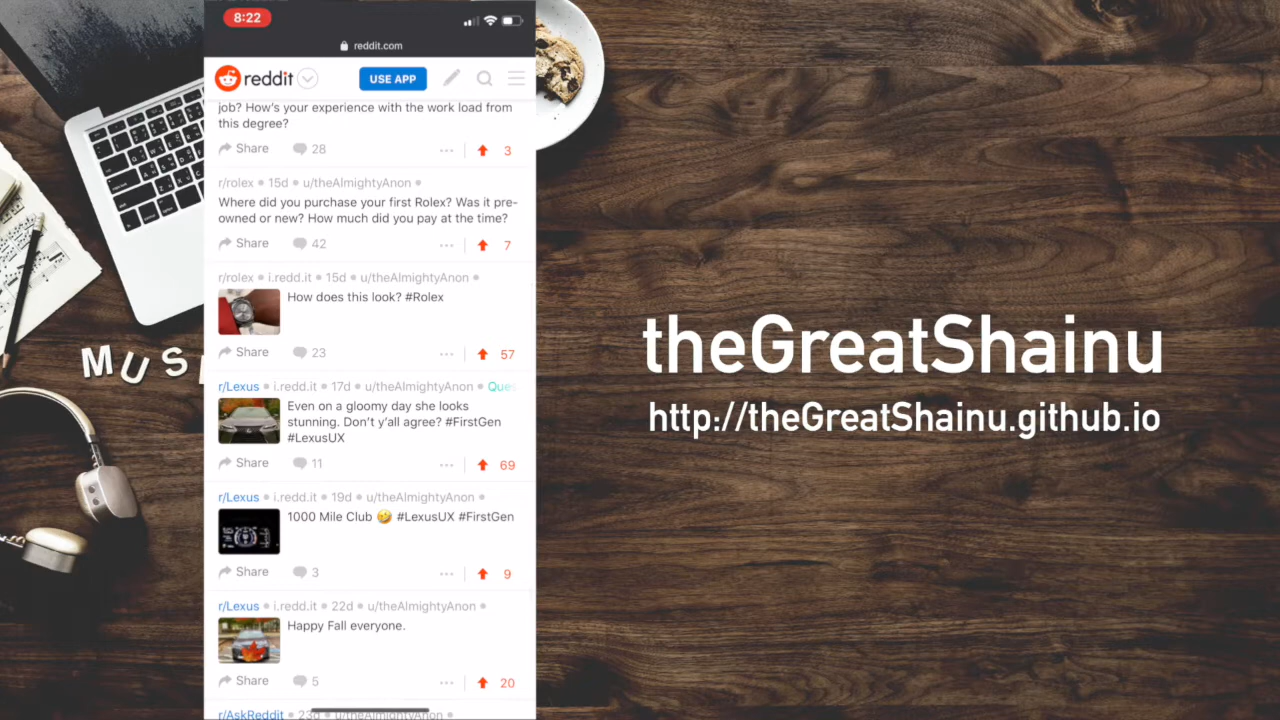 8:22
reddit.com
reddit
USE APP
job? How's your experience with the work load from
this degree?
Share 28 3
r/rolex • 15d • u/theAlmightyAnon •
Where did you purchase your first Rolex? Was it pre-
owned or new? How much did you pay at the time?
Share 42 7
r/rolex • i.redd.it • 15d • u/theAlmightyAnon •
How does this look? #Rolex
Share 23 57
r/Lexus • i.redd.it • 17d • u/theAlmightyAnon • Ques
Even on a gloomy day she looks
stunning. Don't y'all agree? #FirstGen
#LexusUX
Share 11 69
r/Lexus • i.redd.it • 19d • u/theAlmightyAnon •
1000 Mile Club 🤣 #LexusUX #FirstGen
Share 3 9
r/Lexus • i.redd.it • 22d • u/theAlmightyAnon •
Happy Fall everyone.
Share 5 20
r/AskReddit • 23d • u/theAlmightyAnon •
MUS
theGreatShainu
http://theGreatShainu.github.io